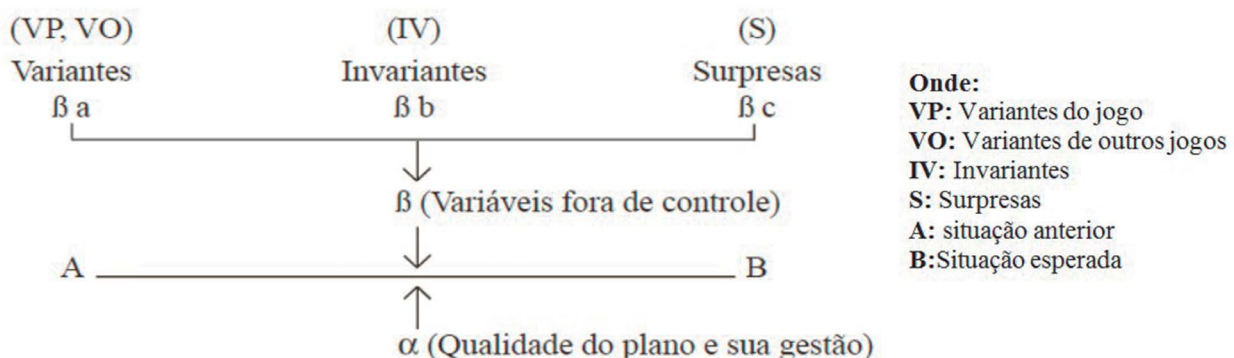 (VP, VO) (IV) (S)
Variantes Invariantes Surpresas
ß a ß b ß c
ß (Variáveis fora de controle)
A B
α (Qualidade do plano e sua gestão)
Onde:
VP: Variantes do jogo
VO: Variantes de outros jogos
IV: Invariantes
S: Surpresas
A: situação anterior
B:Situação esperada